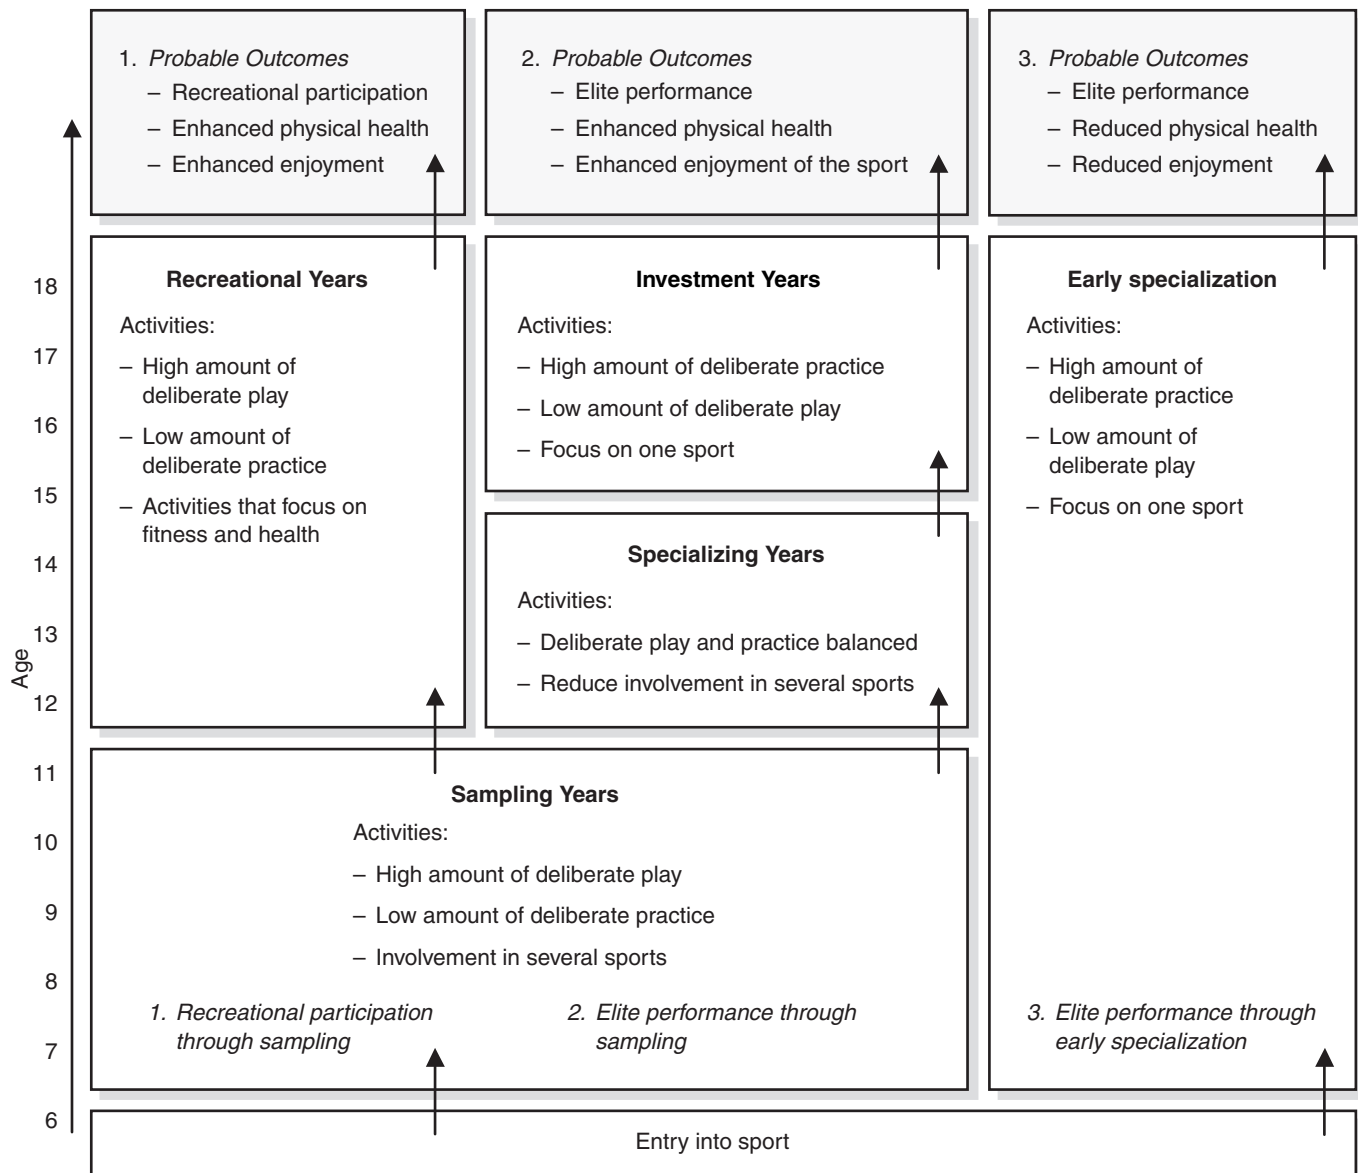 1. Probable Outcomes
– Recreational participation
– Enhanced physical health
– Enhanced enjoyment
2. Probable Outcomes
– Elite performance
– Enhanced physical health
– Enhanced enjoyment of the sport
3. Probable Outcomes
– Elite performance
– Reduced physical health
– Reduced enjoyment
Recreational Years
Activities:
– High amount of
deliberate play
– Low amount of
deliberate practice
– Activities that focus on
fitness and health
Investment Years
Activities:
– High amount of deliberate practice
– Low amount of deliberate play
– Focus on one sport
Early specialization
Activities:
– High amount of
deliberate practice
– Low amount of
deliberate play
– Focus on one sport
Specializing Years
Activities:
– Deliberate play and practice balanced
– Reduce involvement in several sports
Sampling Years
Activities:
– High amount of deliberate play
– Low amount of deliberate practice
– Involvement in several sports
1. Recreational participation
through sampling
2. Elite performance through
sampling
3. Elite performance through
early specialization
Entry into sport
Age
18
17
16
15
14
13
12
11
10
9
8
7
6